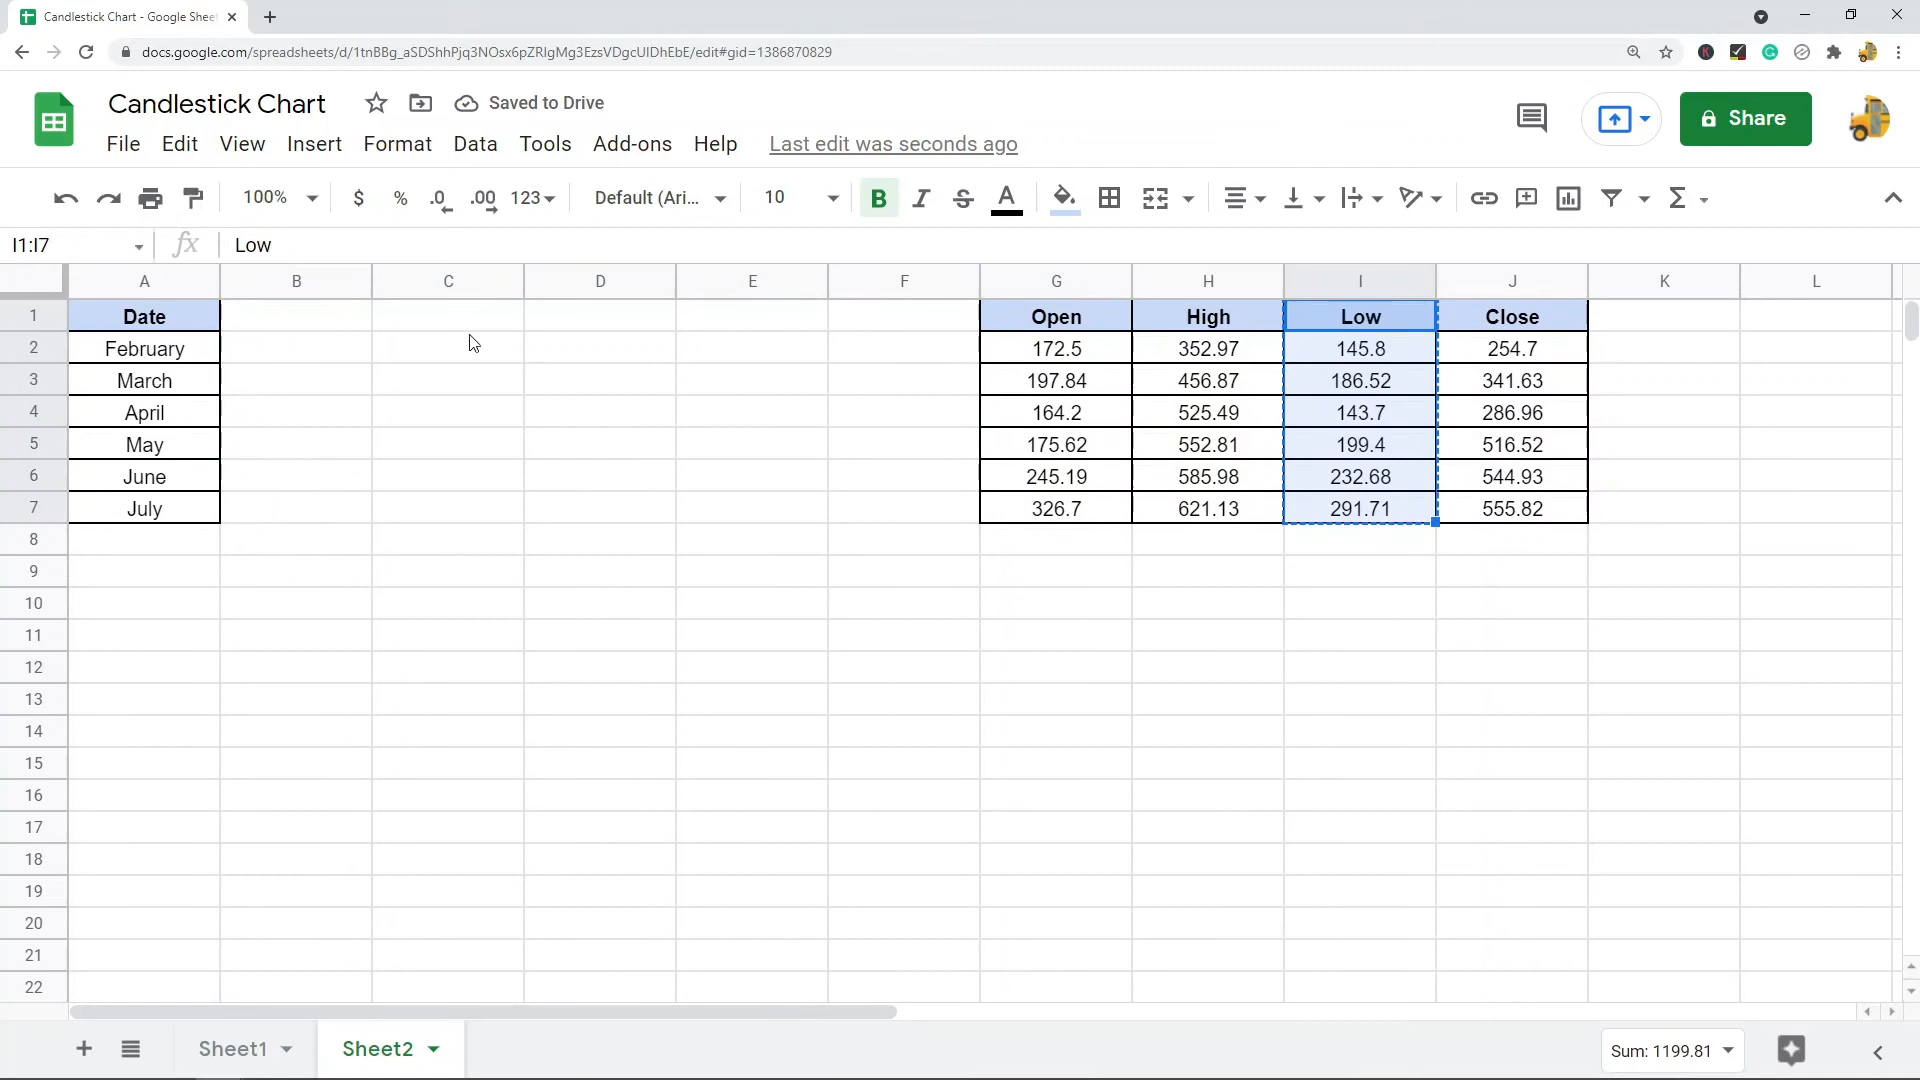 Candlestick Chart - Google Shee
docs.google.com/spreadsheets/d/1tnBBg_aSDShhPjq3NOsx6pZRIgMg3EzsVDgcUIDhEbE/edit#gid=1386870829
Candlestick Chart Saved to Drive
File Edit View Insert Format Data Tools Add-ons Help Last edit was seconds ago
Share
100% $ % .0 .00 123 Default (Ari... 10 B I S A
I1:I7 fx Low
A B C D E F G H I J K L
1 Date Open High Low Close
2 February 172.5 352.97 145.8 254.7
3 March 197.84 456.87 186.52 341.63
4 April 164.2 525.49 143.7 286.96
5 May 175.62 552.81 199.4 516.52
6 June 245.19 585.98 232.68 544.93
7 July 326.7 621.13 291.71 555.82
8
9
10
11
12
13
14
15
16
17
18
19
20
21
22
Sheet1 Sheet2 Sum: 1199.81